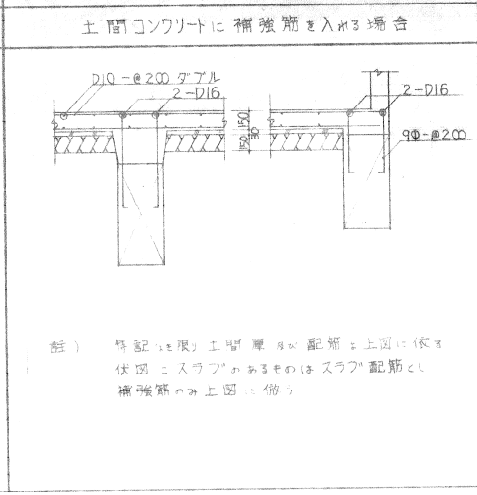 土間コンクリートに補強筋を入れる場合
D10-@200 ダブル
2-D16
150
30
150
2-D16
9Φ-@200
註) 特記なき限り土間厚及び配筋は上図に依る
伏図にスラブのあるものはスラブ配筋とし
補強筋のみ上図に倣う